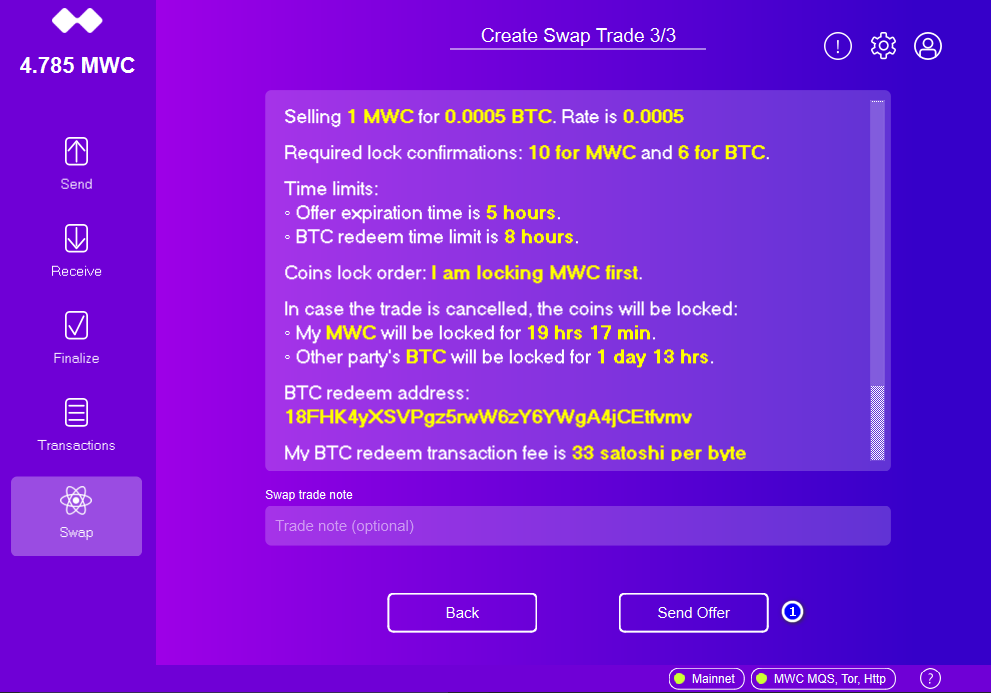 4.785 MWC
Create Swap Trade 3/3
!
Send
Receive
Finalize
Transactions
Swap
Selling 1 MWC for 0.0005 BTC. Rate is 0.0005
Required lock confirmations: 10 for MWC and 6 for BTC.
Time limits:
◦ Offer expiration time is 5 hours.
◦ BTC redeem time limit is 8 hours.
Coins lock order: I am locking MWC first.
In case the trade is cancelled, the coins will be locked:
◦ My MWC will be locked for 19 hrs 17 min.
◦ Other party's BTC will be locked for 1 day 13 hrs.
BTC redeem address:
18FHK4yXSVPgz5rwW6zY6YWgA4jCEtfvmv
My BTC redeem transaction fee is 33 satoshi per byte
Swap trade note
Trade note (optional)
Back
Send Offer
1
Mainnet
MWC MQS, Tor, Http
?